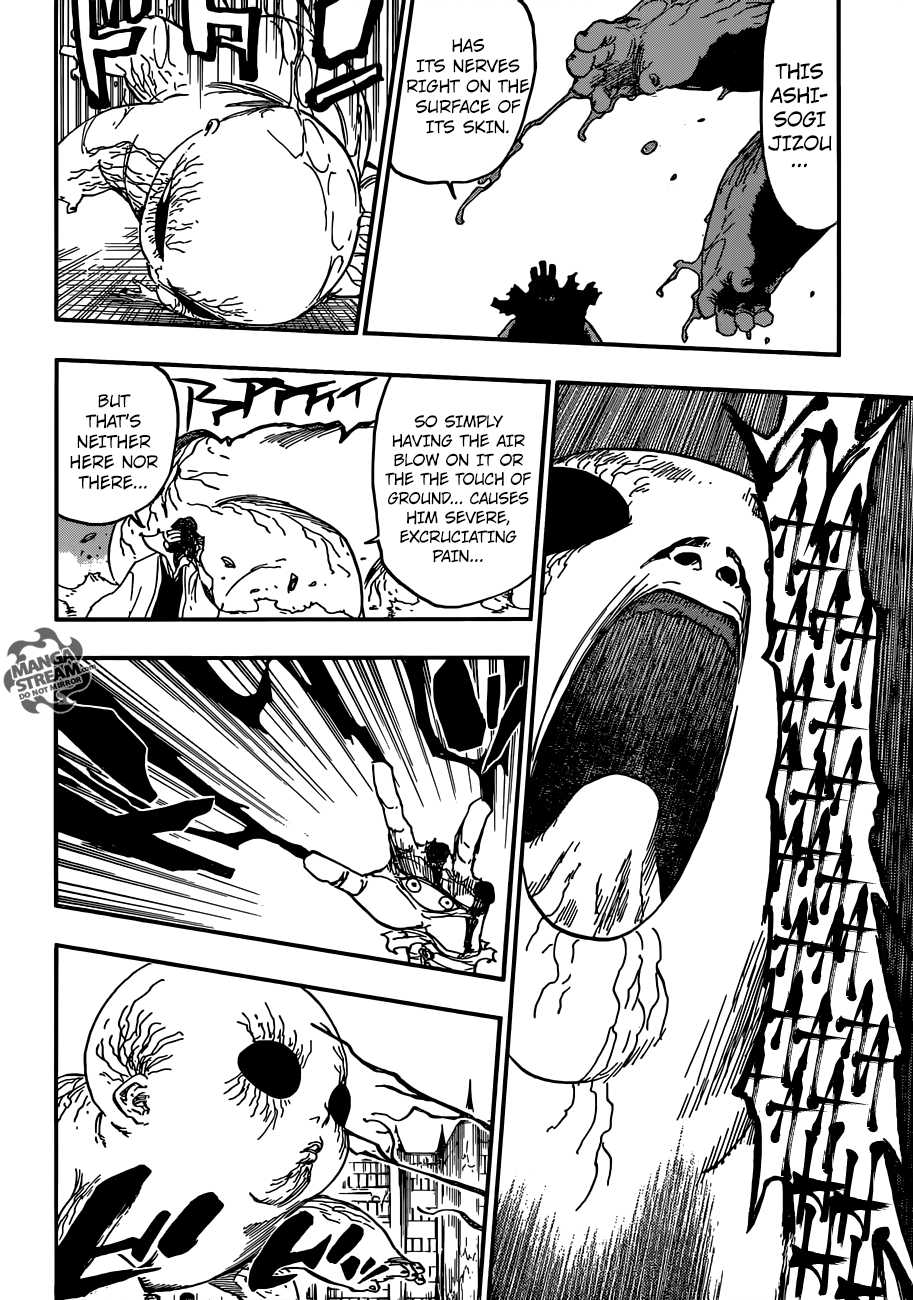 THIS
ASHI-
SOGI
JIZOU
...
HAS
ITS NERVES
RIGHT ON THE
SURFACE OF
ITS SKIN.
SO SIMPLY
HAVING THE AIR
BLOW ON IT OR
THE THE TOUCH OF
GROUND... CAUSES
HIM SEVERE,
EXCRUCIATING
PAIN...
BUT
THAT'S
NEITHER
HERE NOR
THERE...
MANGA
STREAM.com
DO NOT MIRROR